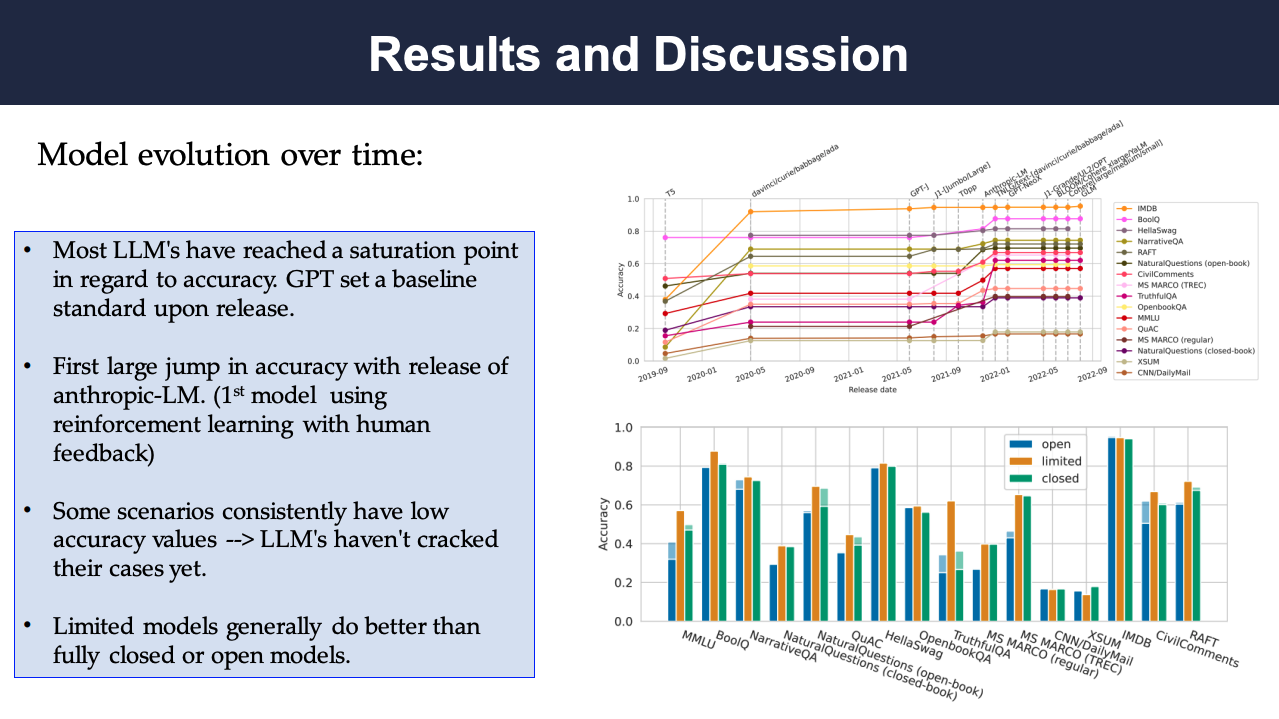 Results and Discussion
Model evolution over time:
• Most LLM's have reached a saturation point
in regard to accuracy. GPT set a baseline
standard upon release.
• First large jump in accuracy with release of
anthropic-LM. (1st model using
reinforcement learning with human
feedback)
• Some scenarios consistently have low
accuracy values --> LLM's haven't cracked
their cases yet.
• Limited models generally do better than
fully closed or open models.
T5
davinci/curie/babbage/ada
GPT-J
J1-[Jumbo/Large]
T0pp
Anthropic-LM
GPT-NeoX
J1-Grande/UL2/OPT
BLOOM/Cohere xlarge/YaLM
Cohere[large/medium/small]
GLM
1.0
0.8
0.6
0.4
0.2
0.0
Accuracy
2019-09
2020-01
2020-05
2020-09
2021-01
2021-05
2021-09
2022-01
2022-05
2022-09
Release date
IMDB
BoolQ
HellaSwag
NarrativeQA
RAFT
NaturalQuestions (open-book)
CivilComments
MS MARCO (TREC)
TruthfulQA
OpenbookQA
MMLU
QuAC
MS MARCO (regular)
NaturalQuestions (closed-book)
XSUM
CNN/DailyMail
1.0
0.8
0.6
0.4
0.2
0.0
Accuracy
open
limited
closed
MMLU
BoolQ
NarrativeQA
NaturalQuestions (closed-book)
NaturalQuestions (open-book)
QuAC
HellaSwag
OpenbookQA
TruthfulQA
MS MARCO (regular)
MS MARCO (TREC)
CNN/DailyMail
XSUM
IMDB
CivilComments
RAFT